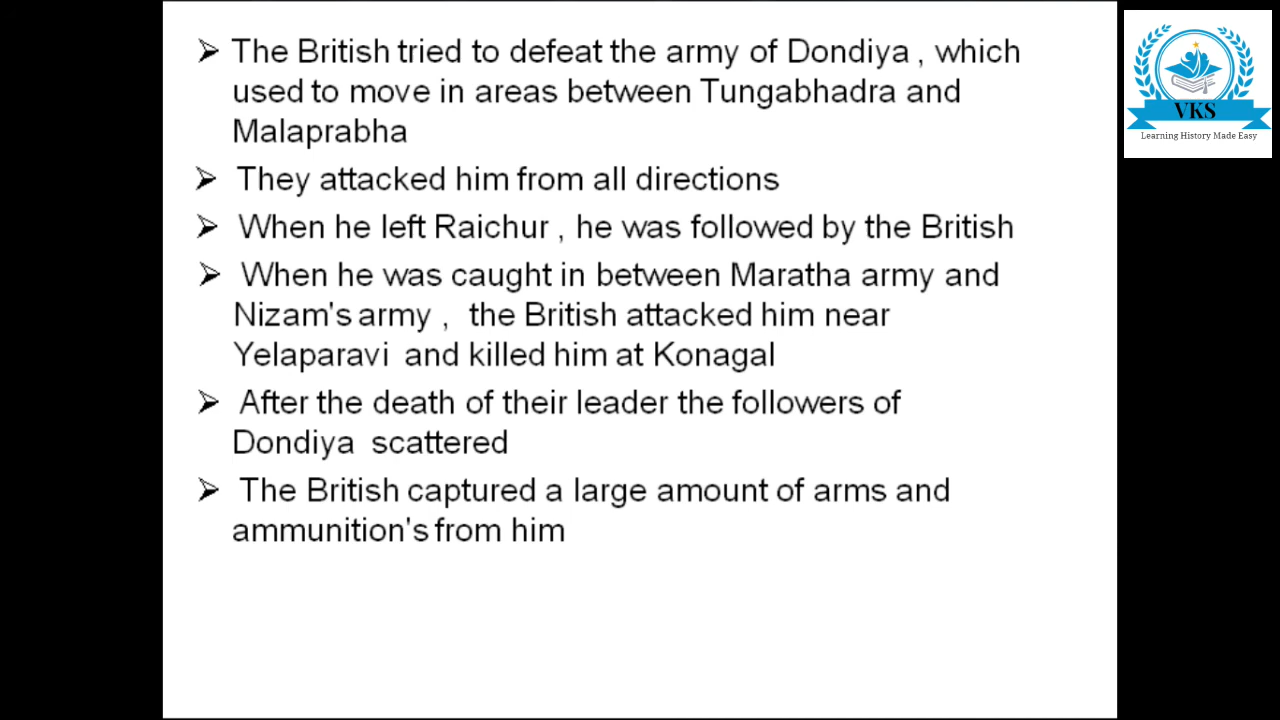 The British tried to defeat the army of Dondiya , which
used to move in areas between Tungabhadra and
Malaprabha
They attacked him from all directions
When he left Raichur , he was followed by the British
When he was caught in between Maratha army and
Nizam's army , the British attacked him near
Yelaparavi and killed him at Konagal
After the death of their leader the followers of
Dondiya scattered
The British captured a large amount of arms and
ammunition's from him
VKS
Learning History Made Easy